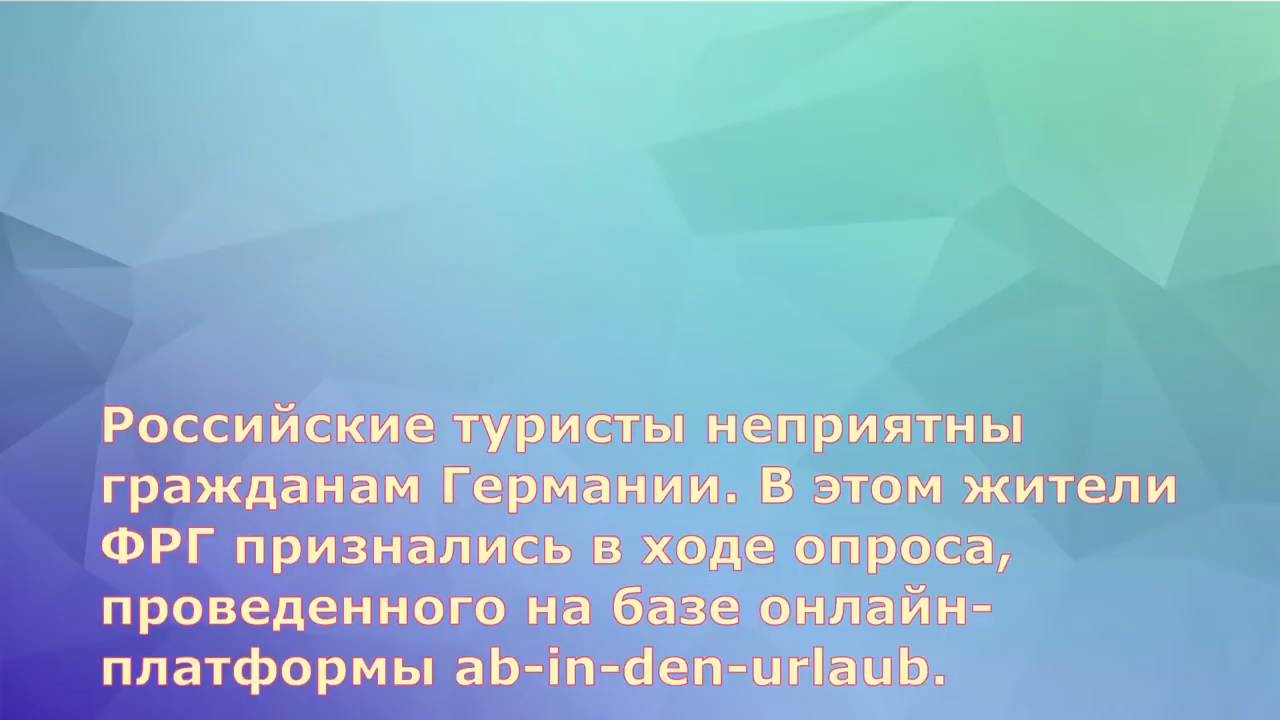 Российские туристы неприятны
гражданам Германии. В этом жители
ФРГ признались в ходе опроса,
проведенного на базе онлайн-
платформы ab-in-den-urlaub.